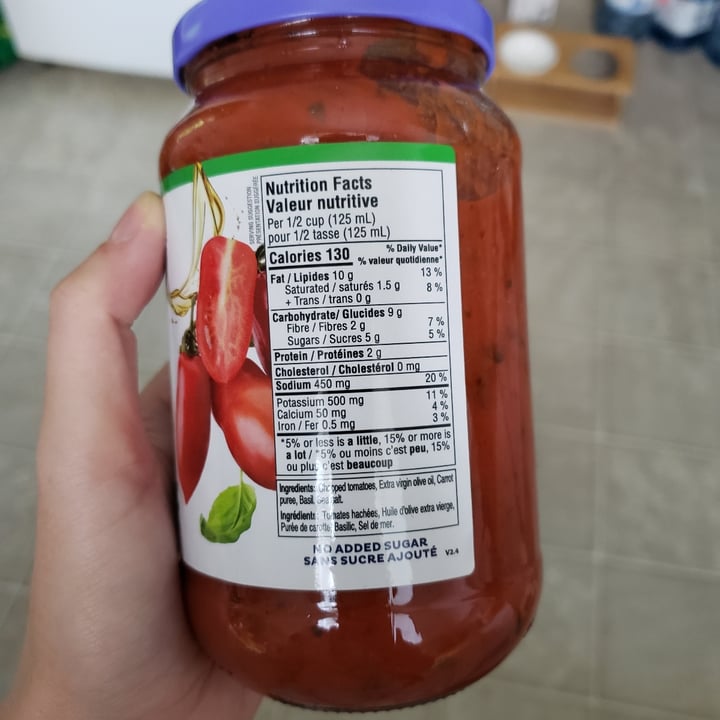 SERVING SUGGESTION
PRÉSENTATION SUGGÉRÉE
Nutrition Facts
Valeur nutritive
Per 1/2 cup (125 mL)
pour 1/2 tasse (125 mL)
Calories 130 % Daily Value*
% valeur quotidienne*
Fat / Lipides 10 g 13 %
Saturated / saturés 1.5 g 8 %
+ Trans / trans 0 g
Carbohydrate/ Glucides 9 g
Fibre / Fibres 2 g 7 %
Sugars / Sucres 5 g 5 %
Protein / Protéines 2 g
Cholesterol / Cholestérol 0 mg
Sodium 450 mg 20 %
Potassium 500 mg 11 %
Calcium 50 mg 4 %
Iron / Fer 0.5 mg 3 %
*5% or less is a little, 15% or more is
a lot / *5% ou moins c'est peu, 15%
ou plus c'est beaucoup
Ingredients: Chopped tomatoes, Extra virgin olive oil, Carrot
puree, Basil, Sea salt.
Ingrédients: Tomates hachées, Huile d'olive extra vierge,
Purée de carotte, Basilic, Sel de mer.
NO ADDED SUGAR
SANS SUCRE AJOUTÉ V2.4